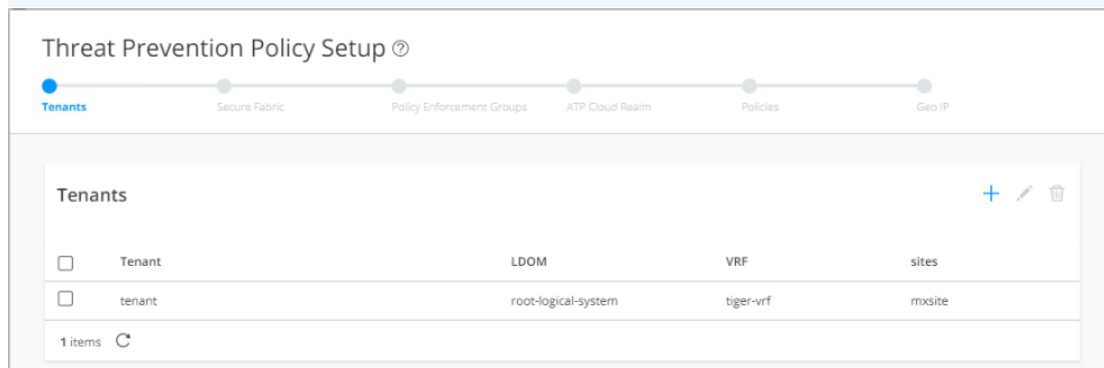 Threat Prevention Policy Setup ?
Tenants Secure Fabric Policy Enforcement Groups ATP Cloud Realm Policies Geo IP
Tenants
Tenant LDOM VRF sites
tenant root-logical-system tiger-vrf mxsite
1 items